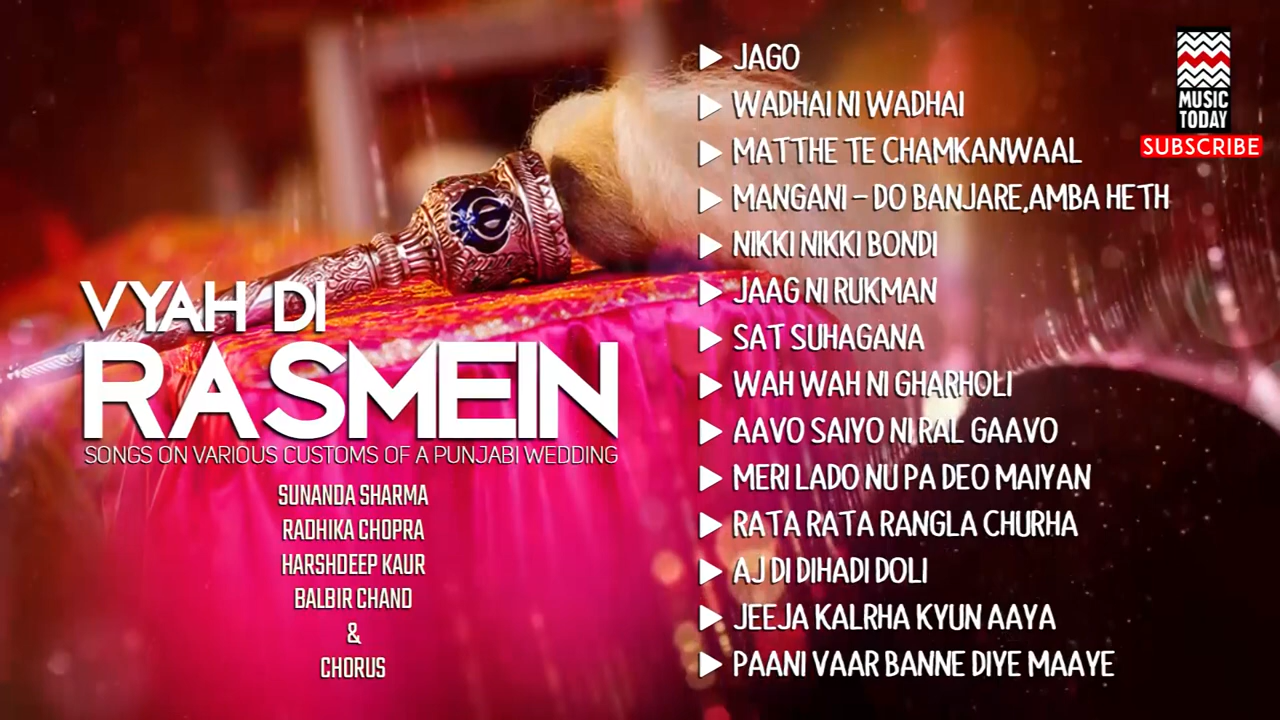 VYAH DI
RASMEIN
SONGS ON VARIOUS CUSTOMS OF A PUNJABI WEDDING
SUNANDA SHARMA
RADHIKA CHOPRA
HARSHDEEP KAUR
BALBIR CHAND
&
CHORUS
JAGO
WADHAI NI WADHAI
MATTHE TE CHAMKANWAAL
MANGANI - DO BANJARE,AMBA HETH
NIKKI NIKKI BONDI
JAAG NI RUKMAN
SAT SUHAGANA
WAH WAH NI GHARHOLI
AAVO SAIYO NI RAL GAAVO
MERI LADO NU PA DEO MAIYAN
RATA RATA RANGLA CHURHA
AJ DI DIHADI DOLI
JEEJA KALRHA KYUN AAYA
PAANI VAAR BANNE DIYE MAAYE
MUSIC
TODAY
SUBSCRIBE